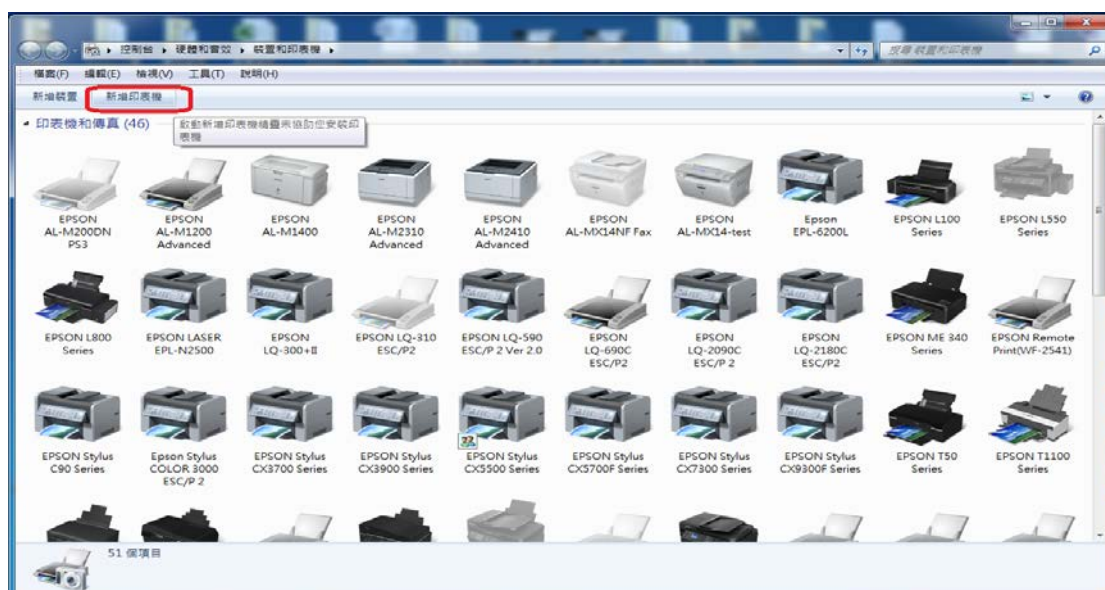 控制台 ▸ 硬體和音效 ▸ 裝置和印表機 ▸
搜尋 裝置和印表機
檔案(F) 編輯(E) 檢視(V) 工具(T) 說明(H)
新增裝置 新增印表機
印表機和傳真 (46)
啟動新增印表機精靈來協助您安裝印
表機
EPSON
AL-M200DN
PS3
EPSON
AL-M1200
Advanced
EPSON
AL-M1400
EPSON
AL-M2310
Advanced
EPSON
AL-M2410
Advanced
EPSON
AL-MX14NF Fax
EPSON
AL-MX14-test
Epson
EPL-6200L
EPSON L100
Series
EPSON L550
Series
EPSON L800
Series
EPSON LASER
EPL-N2500
EPSON
LQ-300+II
EPSON LQ-310
ESC/P2
EPSON LQ-590
ESC/P 2 Ver 2.0
EPSON
LQ-690C
ESC/P2
EPSON
LQ-2090C
ESC/P 2
EPSON
LQ-2180C
ESC/P2
EPSON ME 340
Series
EPSON Remote
Print(WF-2541)
EPSON Stylus
C90 Series
Epson Stylus
COLOR 3000
ESC/P 2
EPSON Stylus
CX3700 Series
EPSON Stylus
CX3900 Series
EPSON Stylus
CX5500 Series
EPSON Stylus
CX5700F Series
EPSON Stylus
CX7300 Series
EPSON Stylus
CX9300F Series
EPSON T50
Series
EPSON T1100
Series
51 個項目